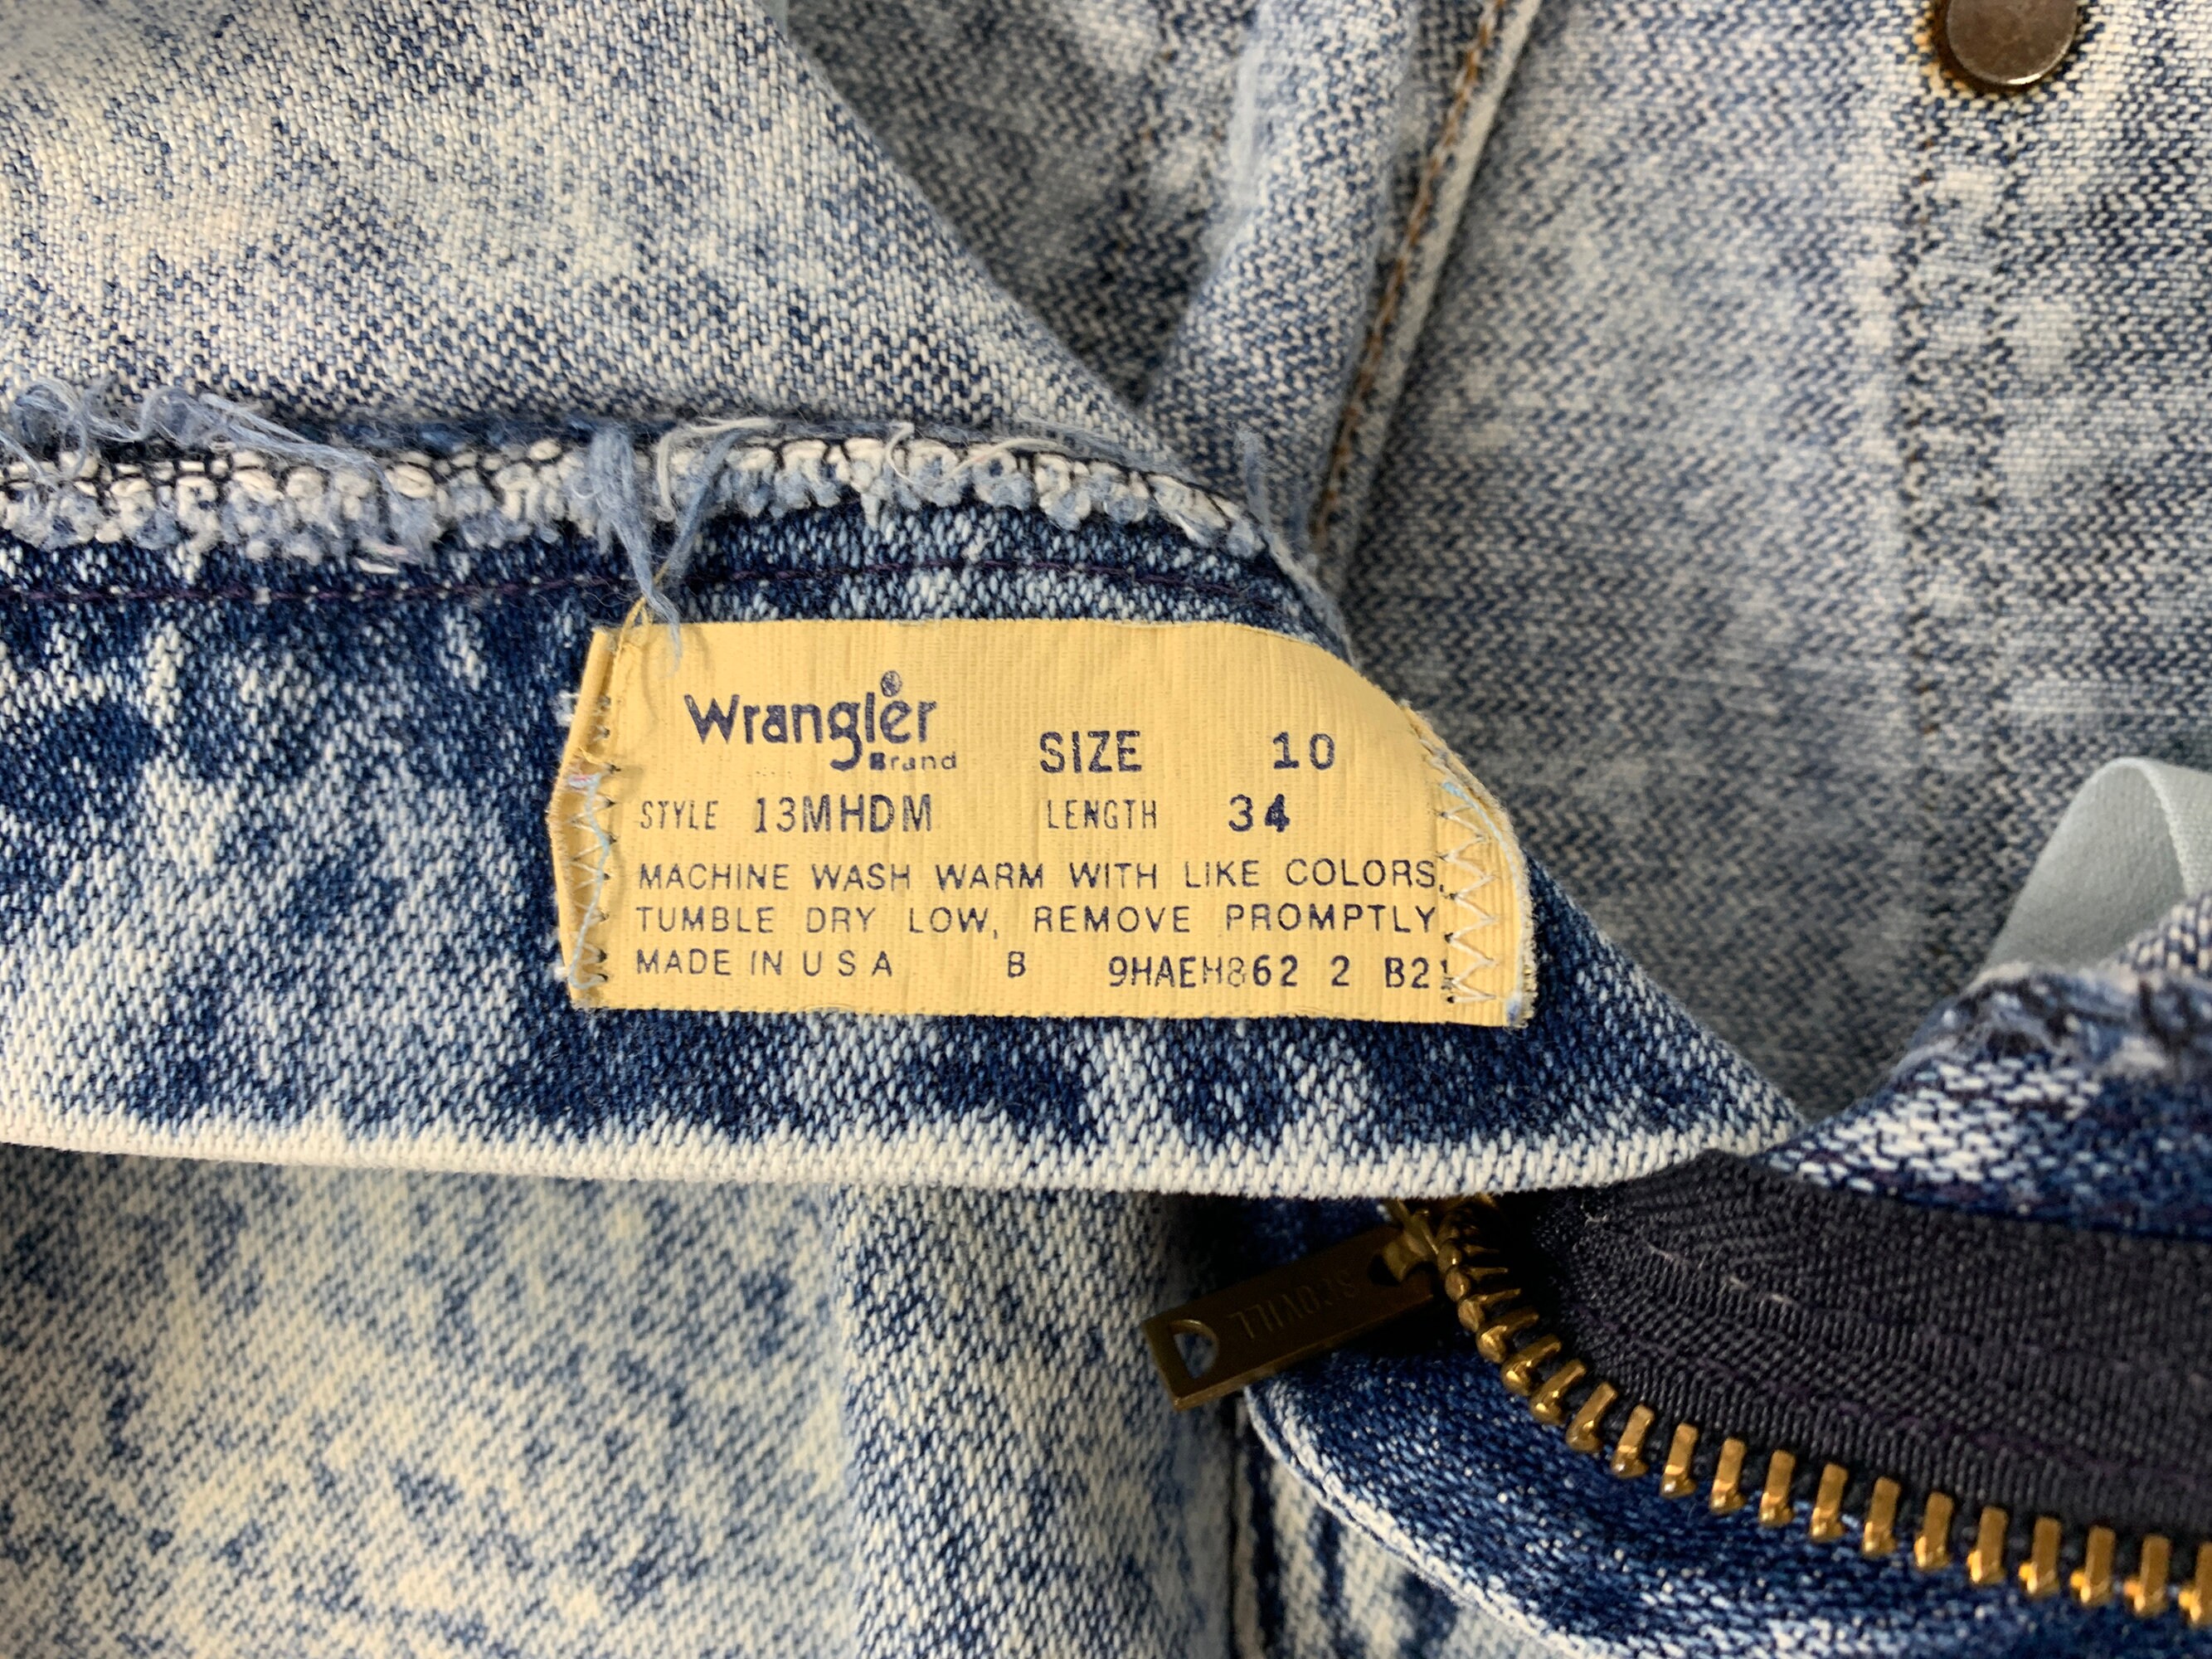 Wrangler
Brand
SIZE 10
STYLE 13MHDM LENGTH 34
MACHINE WASH WARM WITH LIKE COLORS,
TUMBLE DRY LOW, REMOVE PROMPTLY
MADE IN U S A B 9HAEH862 2 B21
SCOVILL